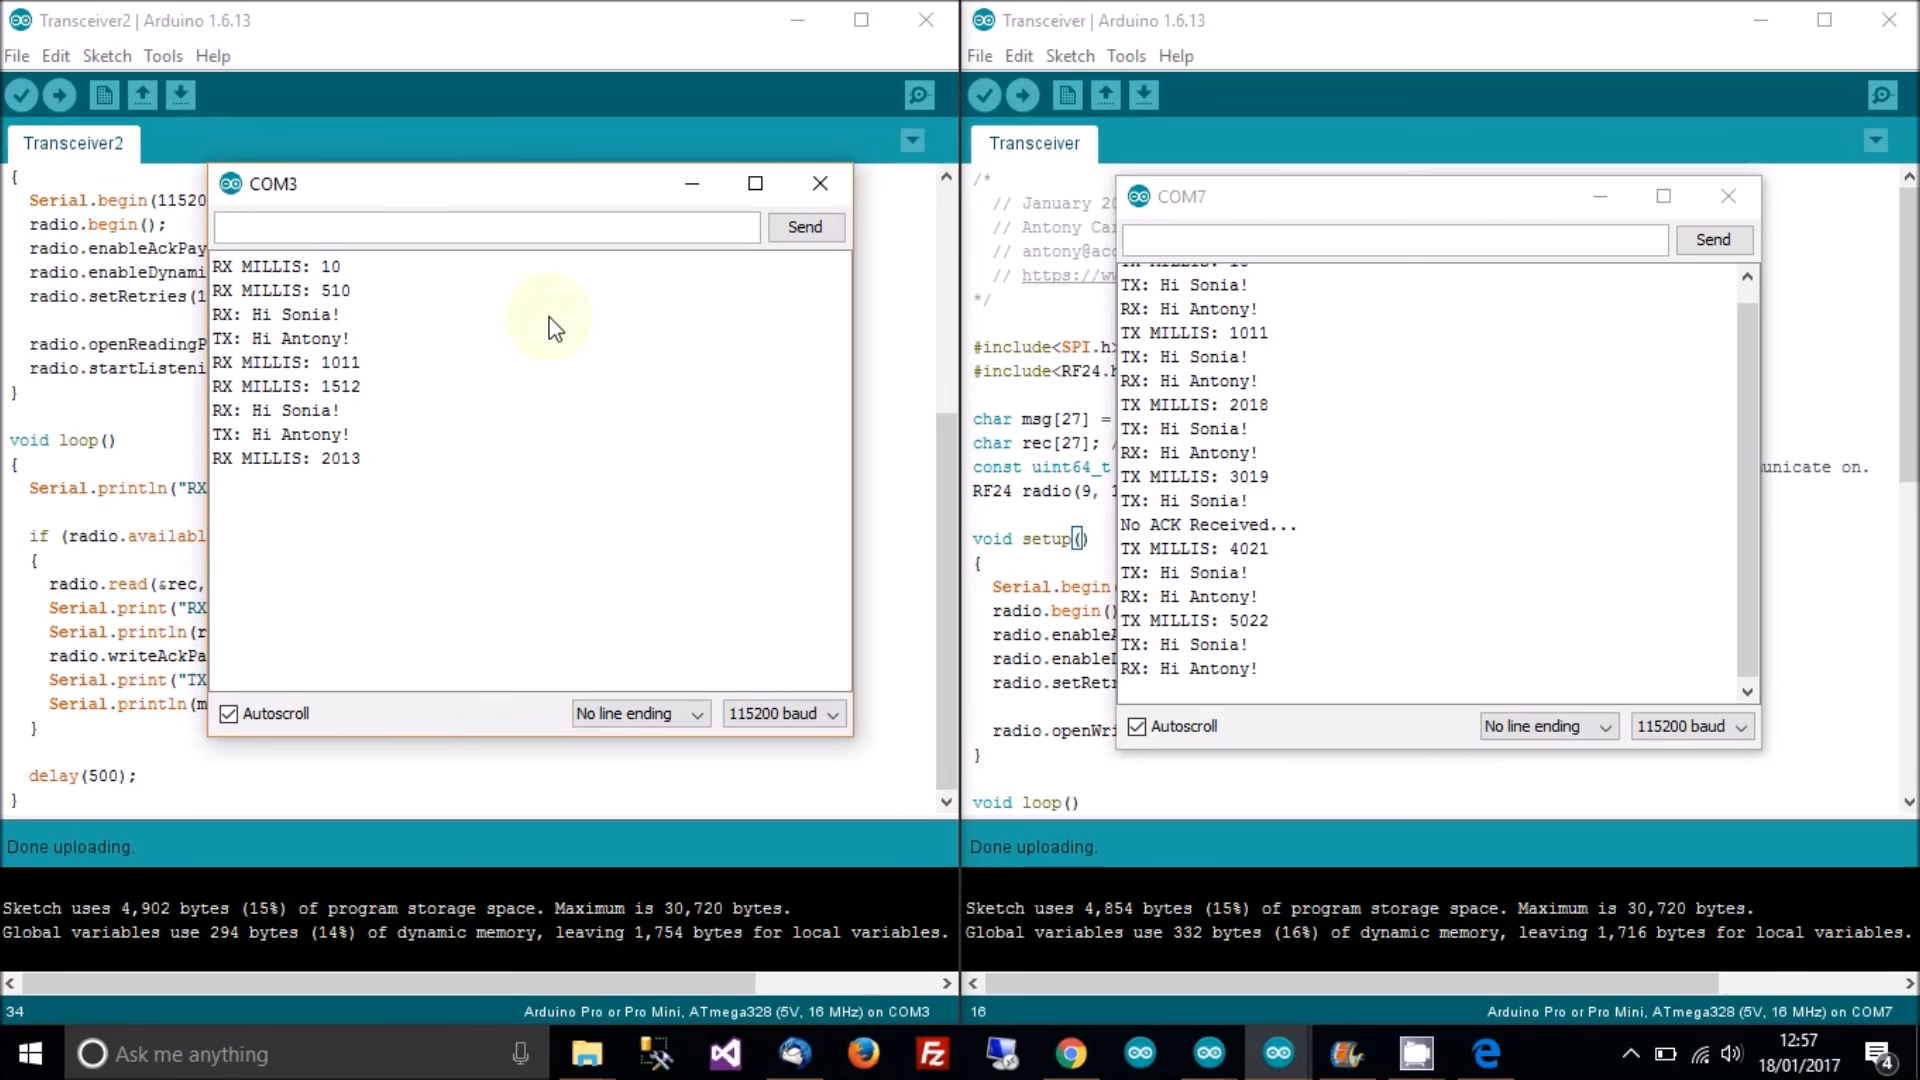 Transceiver2 | Arduino 1.6.13
File Edit Sketch Tools Help
Transceiver2
{
Serial.begin(11520
radio.begin();
radio.enableAckPay
radio.enableDynami
radio.setRetries(1
radio.openReadingP
radio.startListeni
}
void loop()
{
Serial.println("RX
if (radio.availabl
{
radio.read(&rec,
Serial.print("RX
Serial.println(r
radio.writeAckPa
Serial.print("TX
Serial.println(m
}
delay(500);
}
COM3
Send
RX MILLIS: 10
RX MILLIS: 510
RX: Hi Sonia!
TX: Hi Antony!
RX MILLIS: 1011
RX MILLIS: 1512
RX: Hi Sonia!
TX: Hi Antony!
RX MILLIS: 2013
Autoscroll
No line ending
115200 baud
Done uploading.
Sketch uses 4,902 bytes (15%) of program storage space. Maximum is 30,720 bytes.
Global variables use 294 bytes (14%) of dynamic memory, leaving 1,754 bytes for local variables.
34
Arduino Pro or Pro Mini, ATmega328 (5V, 16 MHz) on COM3
Transceiver | Arduino 1.6.13
File Edit Sketch Tools Help
Transceiver
/*
// January 20
// Antony Car
// antony@acc
// https://ww
*/
#include<SPI.h>
#include<RF24.h
char msg[27] =
char rec[27]; /
const uint64_t
unicate on.
RF24 radio(9, 1
void setup()
{
Serial.begin
radio.begin()
radio.enableA
radio.enableD
radio.setRetr
radio.openWri
}
void loop()
COM7
Send
TX: Hi Sonia!
RX: Hi Antony!
TX MILLIS: 1011
TX: Hi Sonia!
RX: Hi Antony!
TX MILLIS: 2018
TX: Hi Sonia!
RX: Hi Antony!
TX MILLIS: 3019
TX: Hi Sonia!
No ACK Received...
TX MILLIS: 4021
TX: Hi Sonia!
RX: Hi Antony!
TX MILLIS: 5022
TX: Hi Sonia!
RX: Hi Antony!
Autoscroll
No line ending
115200 baud
Done uploading.
Sketch uses 4,854 bytes (15%) of program storage space. Maximum is 30,720 bytes.
Global variables use 332 bytes (16%) of dynamic memory, leaving 1,716 bytes for local variables.
16
Arduino Pro or Pro Mini, ATmega328 (5V, 16 MHz) on COM7
Ask me anything
12:57
18/01/2017
4